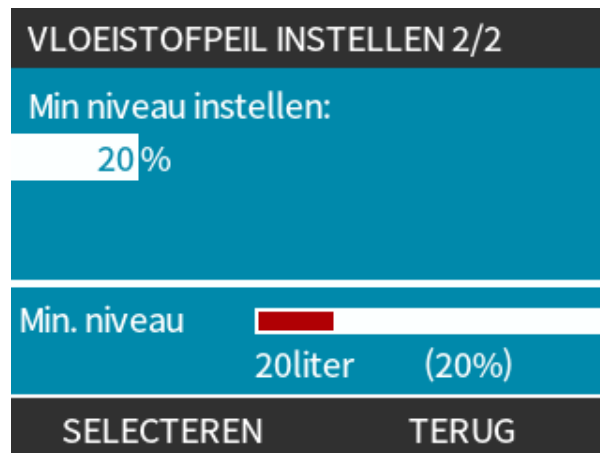 VLOEISTOFPEIL INSTELLEN 2/2
Min niveau instellen:
20%
Min. niveau
20liter (20%)
SELECTEREN TERUG